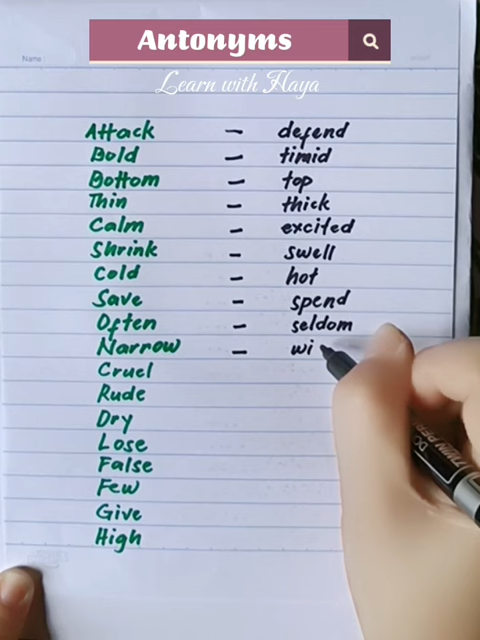 Antonyms
Learn with Haya
Name
Attack – defend
Bold – timid
Bottom – top
Thin – thick
Calm – excited
Shrink – swell
Cold – hot
Save – spend
Often – seldom
Narrow – wi
Cruel
Rude
Dry
Lose
False
Few
Give
High